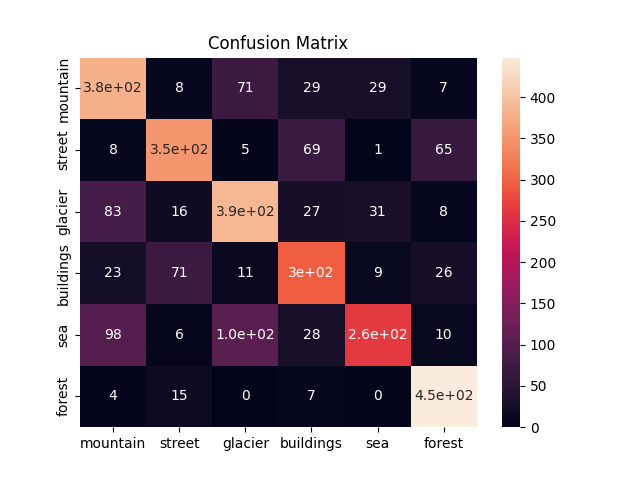 Confusion Matrix
mountain 3.8e+02 8 71 29 29 7
street 8 3.5e+02 5 69 1 65
glacier 83 16 3.9e+02 27 31 8
buildings 23 71 11 3e+02 9 26
sea 98 6 1.0e+02 28 2.6e+02 10
forest 4 15 0 7 0 4.5e+02
mountain street glacier buildings sea forest
400
350
300
250
200
150
100
50
0